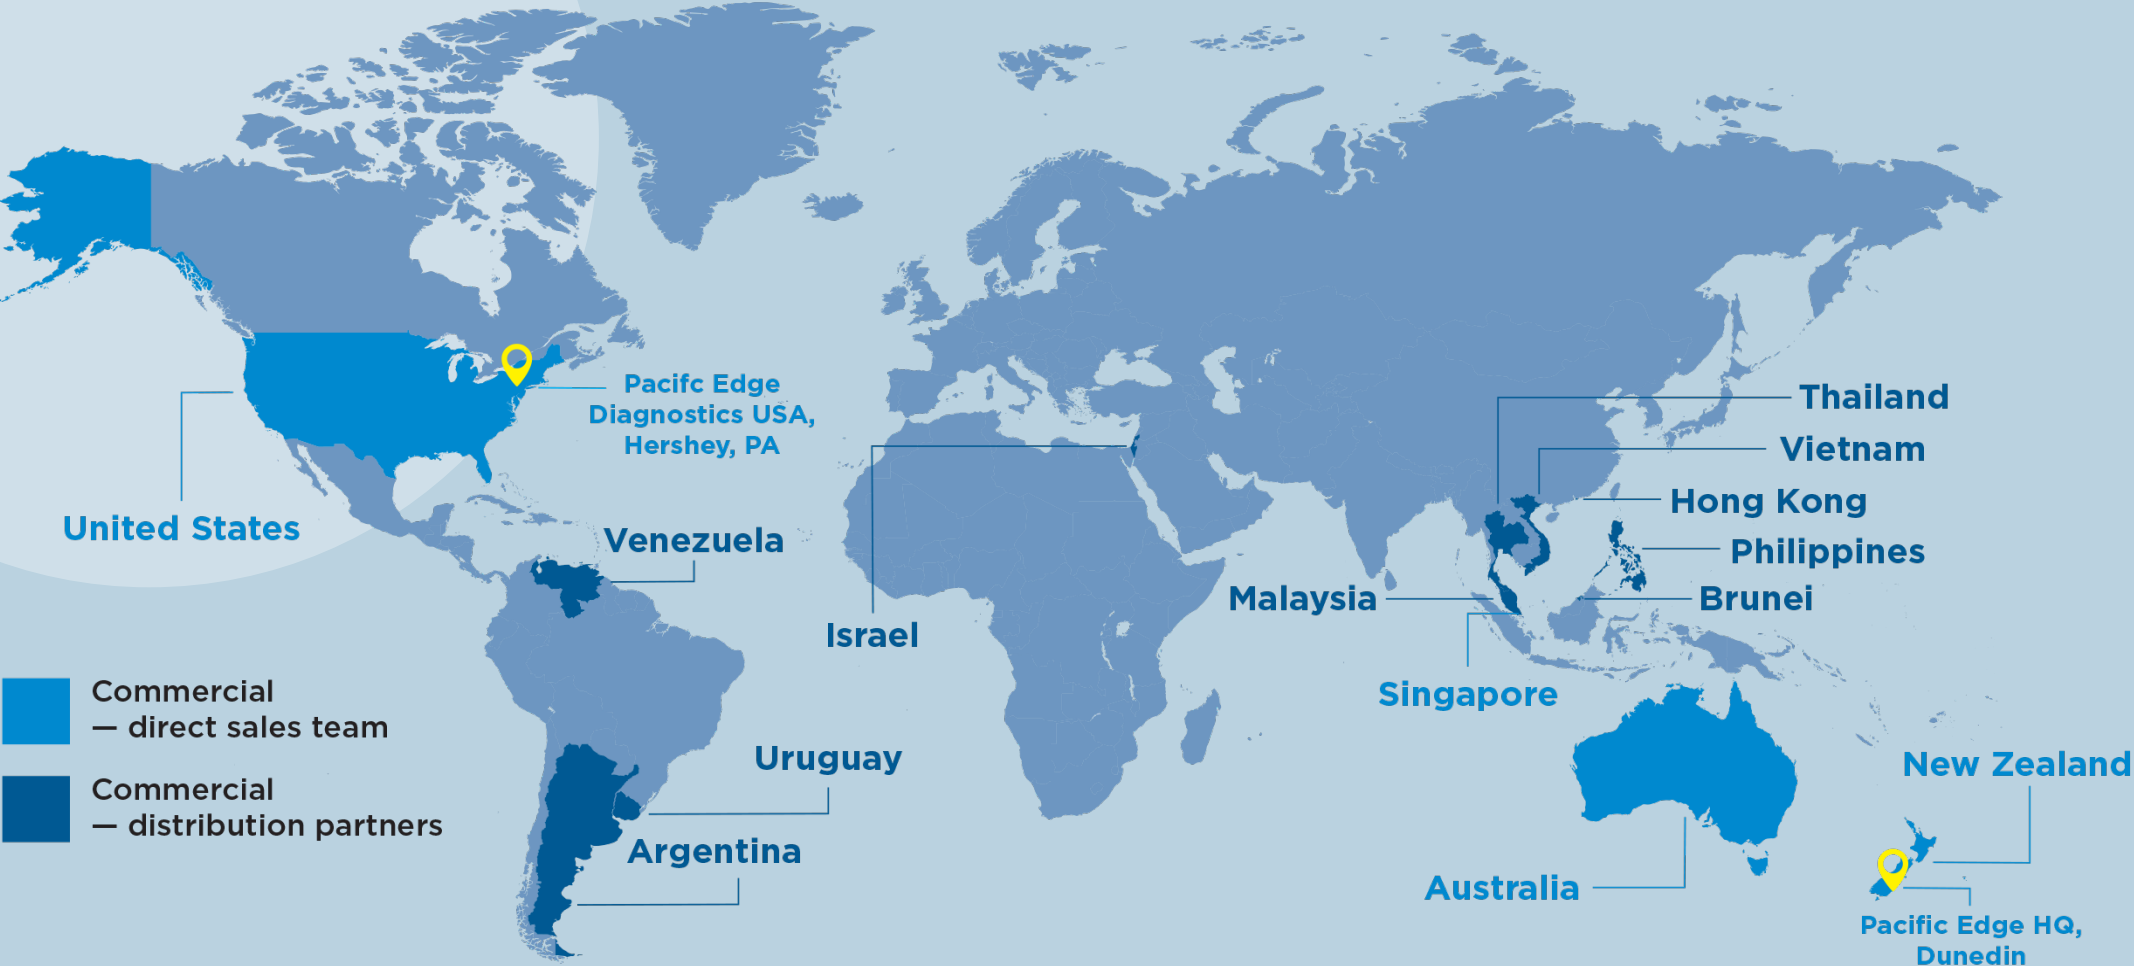 Pacifc Edge
Diagnostics USA,
Hershey, PA
United States
Venezuela
Israel
Thailand
Vietnam
Hong Kong
Philippines
Malaysia
Brunei
Singapore
Commercial
— direct sales team
Commercial
— distribution partners
Uruguay
Argentina
New Zealand
Australia
Pacific Edge HQ,
Dunedin